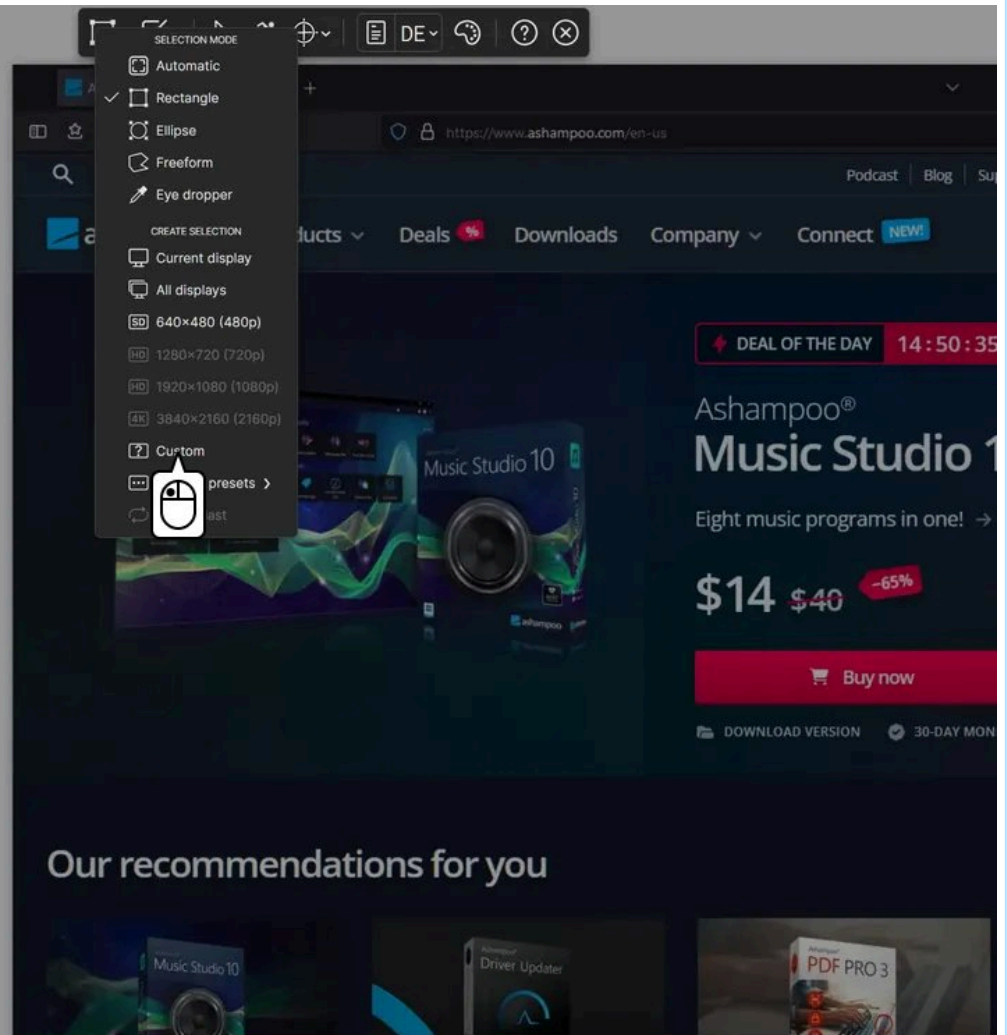 DE
SELECTION MODE
Automatic
Rectangle
Ellipse
Freeform
Eye dropper
CREATE SELECTION
Current display
All displays
SD 640×480 (480p)
HD 1280×720 (720p)
HD 1920×1080 (1080p)
4K 3840×2160 (2160p)
Custom
presets
https://www.ashampoo.com/en-us
Podcast Blog
Deals % Downloads Company Connect NEW!
DEAL OF THE DAY 14:50:35
Ashampoo®
Music Studio
Eight music programs in one! →
$14 $40 -65%
Buy now
DOWNLOAD VERSION 30-DAY
Music Studio 10
ashampoo
Our recommendations for you
Music Studio 10
Ashampoo®
Driver Updater
Ashampoo®
PDF PRO 3